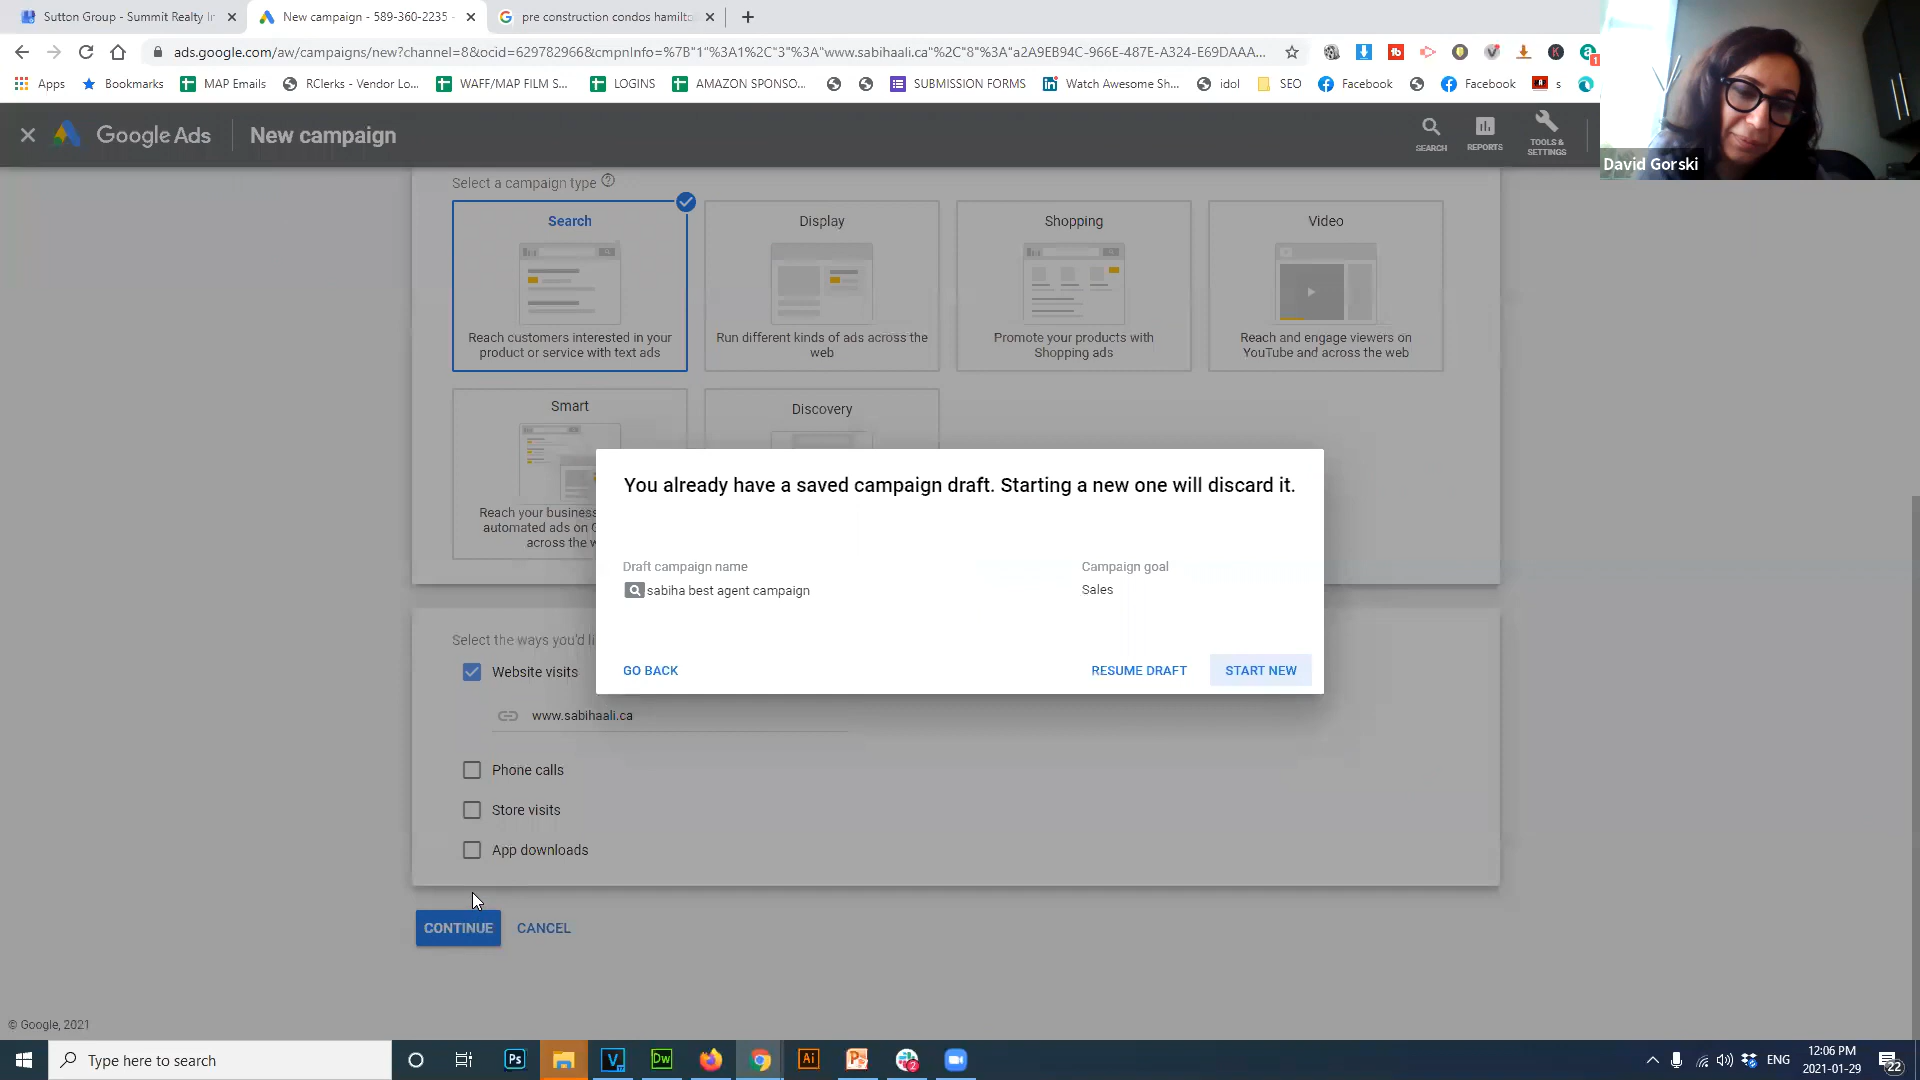 Sutton Group - Summit Realty In
New campaign - 589-360-2235 -
pre construction condos hamilto
ads.google.com/aw/campaigns/new?channel=8&ocid=629782966&cmpnInfo=%7B"1"%3A1%2C"3"%3A"www.sabihaali.ca"%2C"8"%3A"a2A9EB94C-966E-487E-A324-E69DAAA...
Apps
Bookmarks
MAP Emails
RClerks - Vendor Lo...
WAFF/MAP FILM S...
LOGINS
AMAZON SPONSO...
SUBMISSION FORMS
Watch Awesome Sh...
idol
SEO
Facebook
Facebook
s
Google Ads
New campaign
SEARCH
REPORTS
TOOLS &
SETTINGS
David Gorski
Select a campaign type
Search
Reach customers interested in your
product or service with text ads
Display
Run different kinds of ads across the
web
Shopping
Promote your products with
Shopping ads
Video
Reach and engage viewers on
YouTube and across the web
Smart
Reach your business
automated ads on G
across the w
Discovery
You already have a saved campaign draft. Starting a new one will discard it.
Draft campaign name
sabiha best agent campaign
Campaign goal
Sales
GO BACK
RESUME DRAFT
START NEW
Select the ways you'd li
Website visits
www.sabihaali.ca
Phone calls
Store visits
App downloads
CONTINUE
CANCEL
© Google, 2021
Type here to search
Ps
V
Dw
Ai
P
2
ENG
12:06 PM
2021-01-29
22